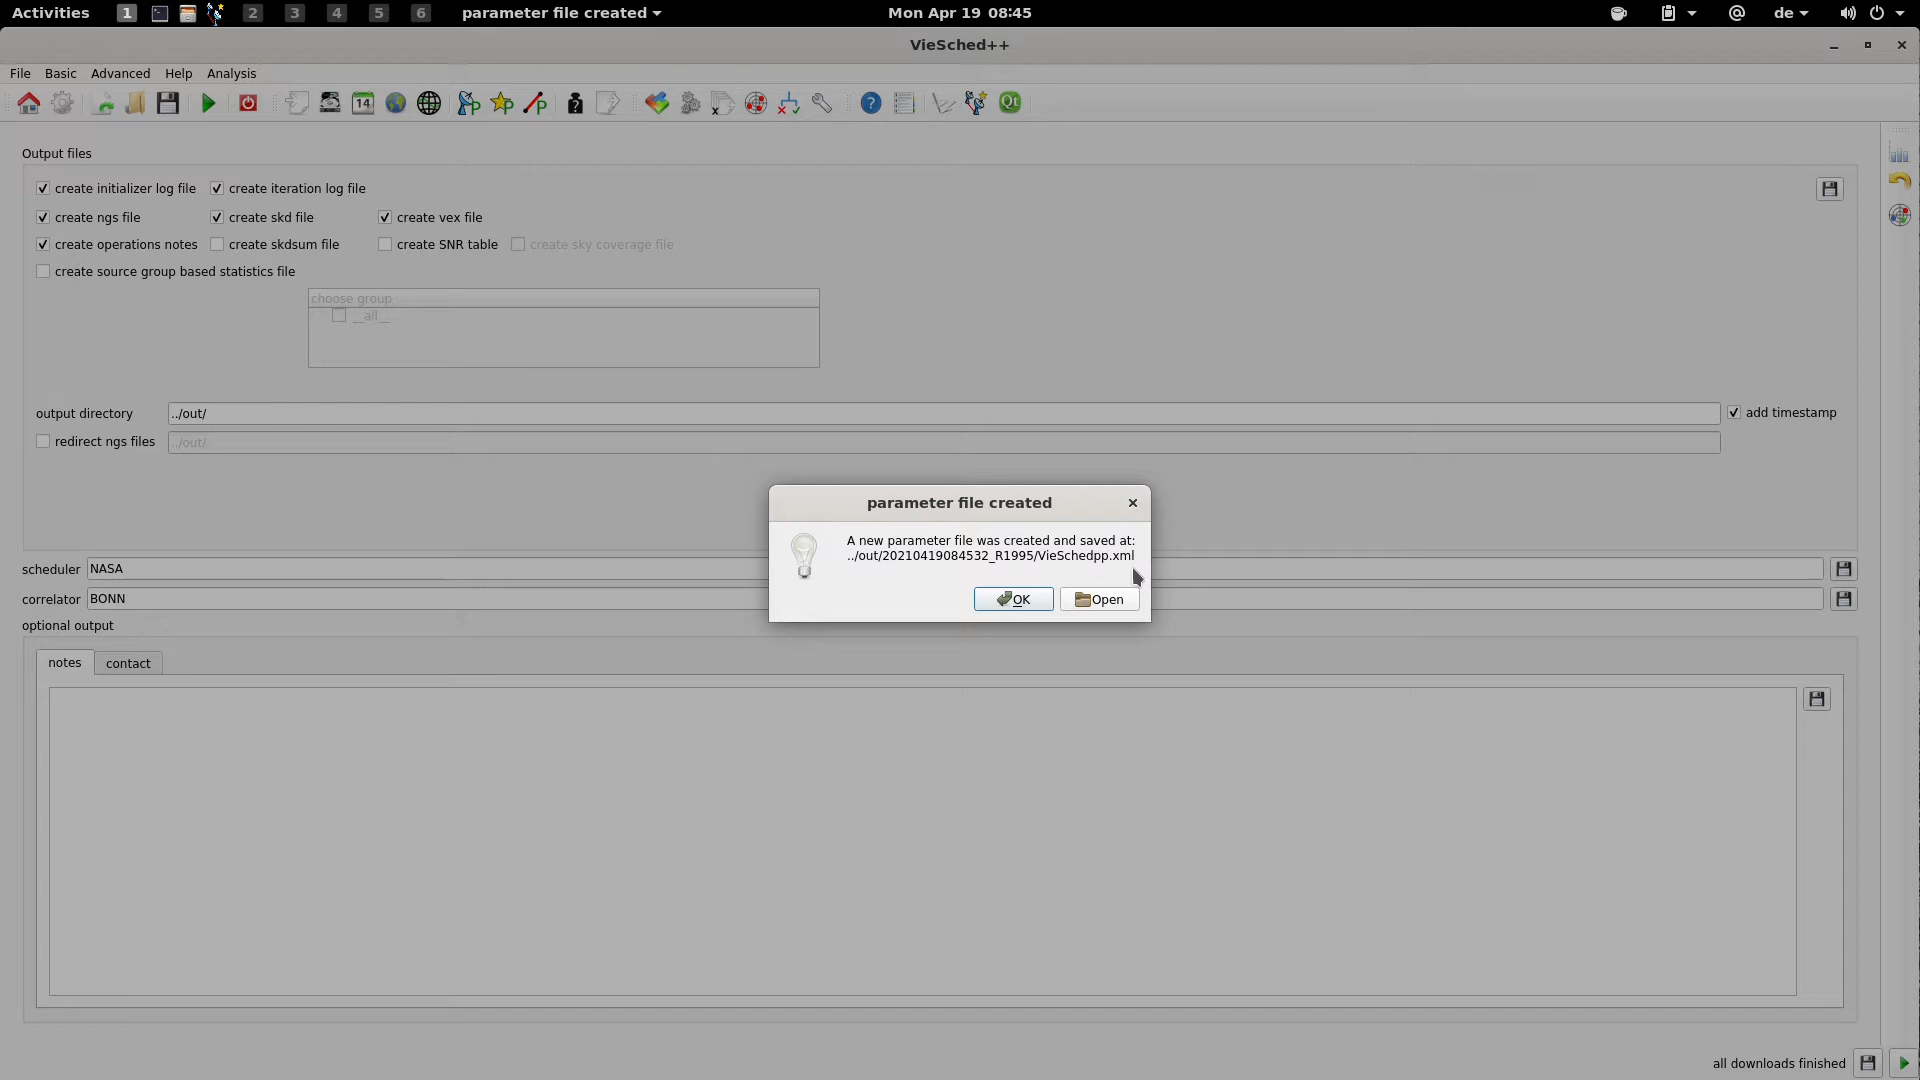 Activities 1 2 3 4 5 6 parameter file created Mon Apr 19 08:45 de
VieSched++
File Basic Advanced Help Analysis
14 Qt
Output files
create initializer log file create iteration log file
create ngs file create skd file create vex file
create operations notes create skdsum file create SNR table create sky coverage file
create source group based statistics file
choose group
__all__
output directory ../out/ add timestamp
redirect ngs files ../out/
parameter file created
A new parameter file was created and saved at:
../out/20210419084532_R1995/VieSchedpp.xml
OK Open
scheduler NASA
correlator BONN
optional output
notes contact
all downloads finished